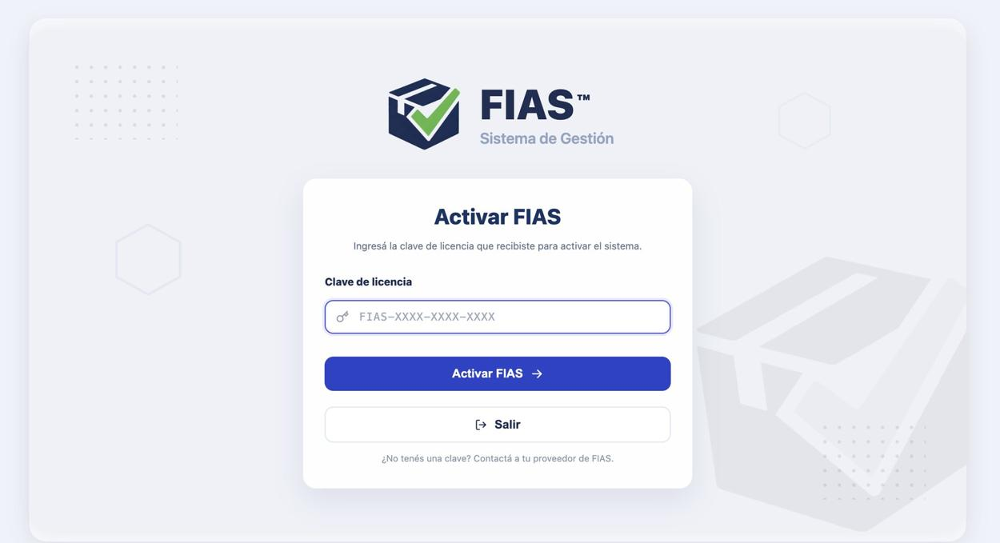 FIAS™
Sistema de Gestión
Activar FIAS
Ingresá la clave de licencia que recibiste para activar el sistema.
Clave de licencia
FIAS-XXXX-XXXX-XXXX
Activar FIAS →
Salir
¿No tenés una clave? Contactá a tu proveedor de FIAS.